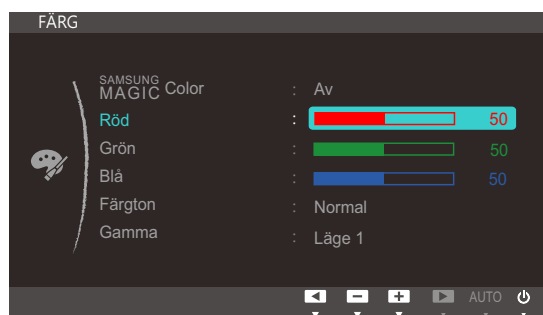 FÄRG
SAMSUNG MAGIC Color : Av
Röd : 50
Grön : 50
Blå : 50
Färgton : Normal
Gamma : Läge 1
AUTO